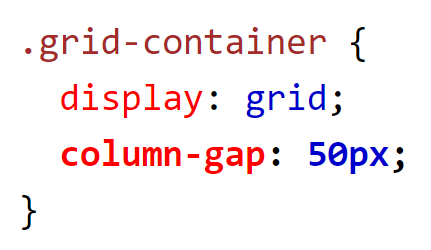 .grid-container {
  display: grid;
  column-gap: 50px;
}